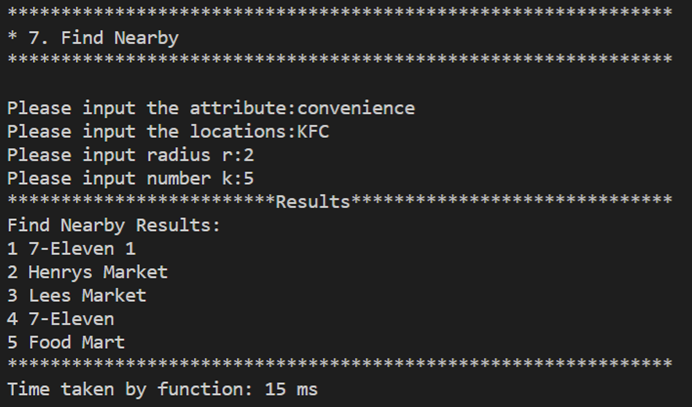 **************************************************************
* 7. Find Nearby
**************************************************************
Please input the attribute:convenience
Please input the locations:KFC
Please input radius r:2
Please input number k:5
*************************Results******************************
Find Nearby Results:
1 7-Eleven 1
2 Henrys Market
3 Lees Market
4 7-Eleven
5 Food Mart
**************************************************************
Time taken by function: 15 ms